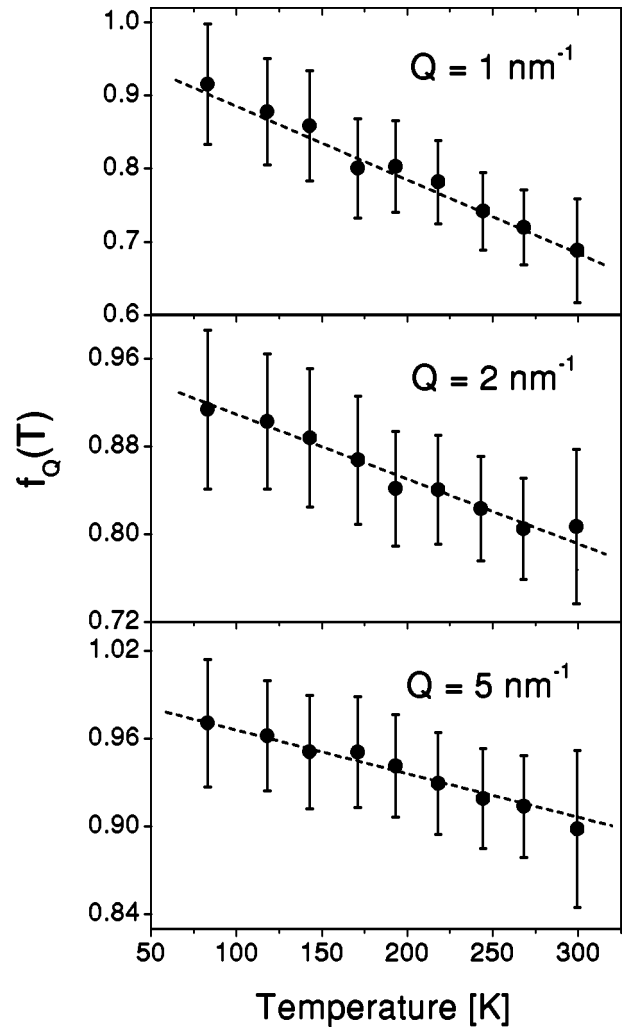 1.0
Q = 1 nm⁻¹
0.9
0.8
0.7
0.6
0.96
Q = 2 nm⁻¹
0.88
f_Q(T)
0.80
0.72
1.02
Q = 5 nm⁻¹
0.96
0.90
0.84
50 100 150 200 250 300
Temperature [K]